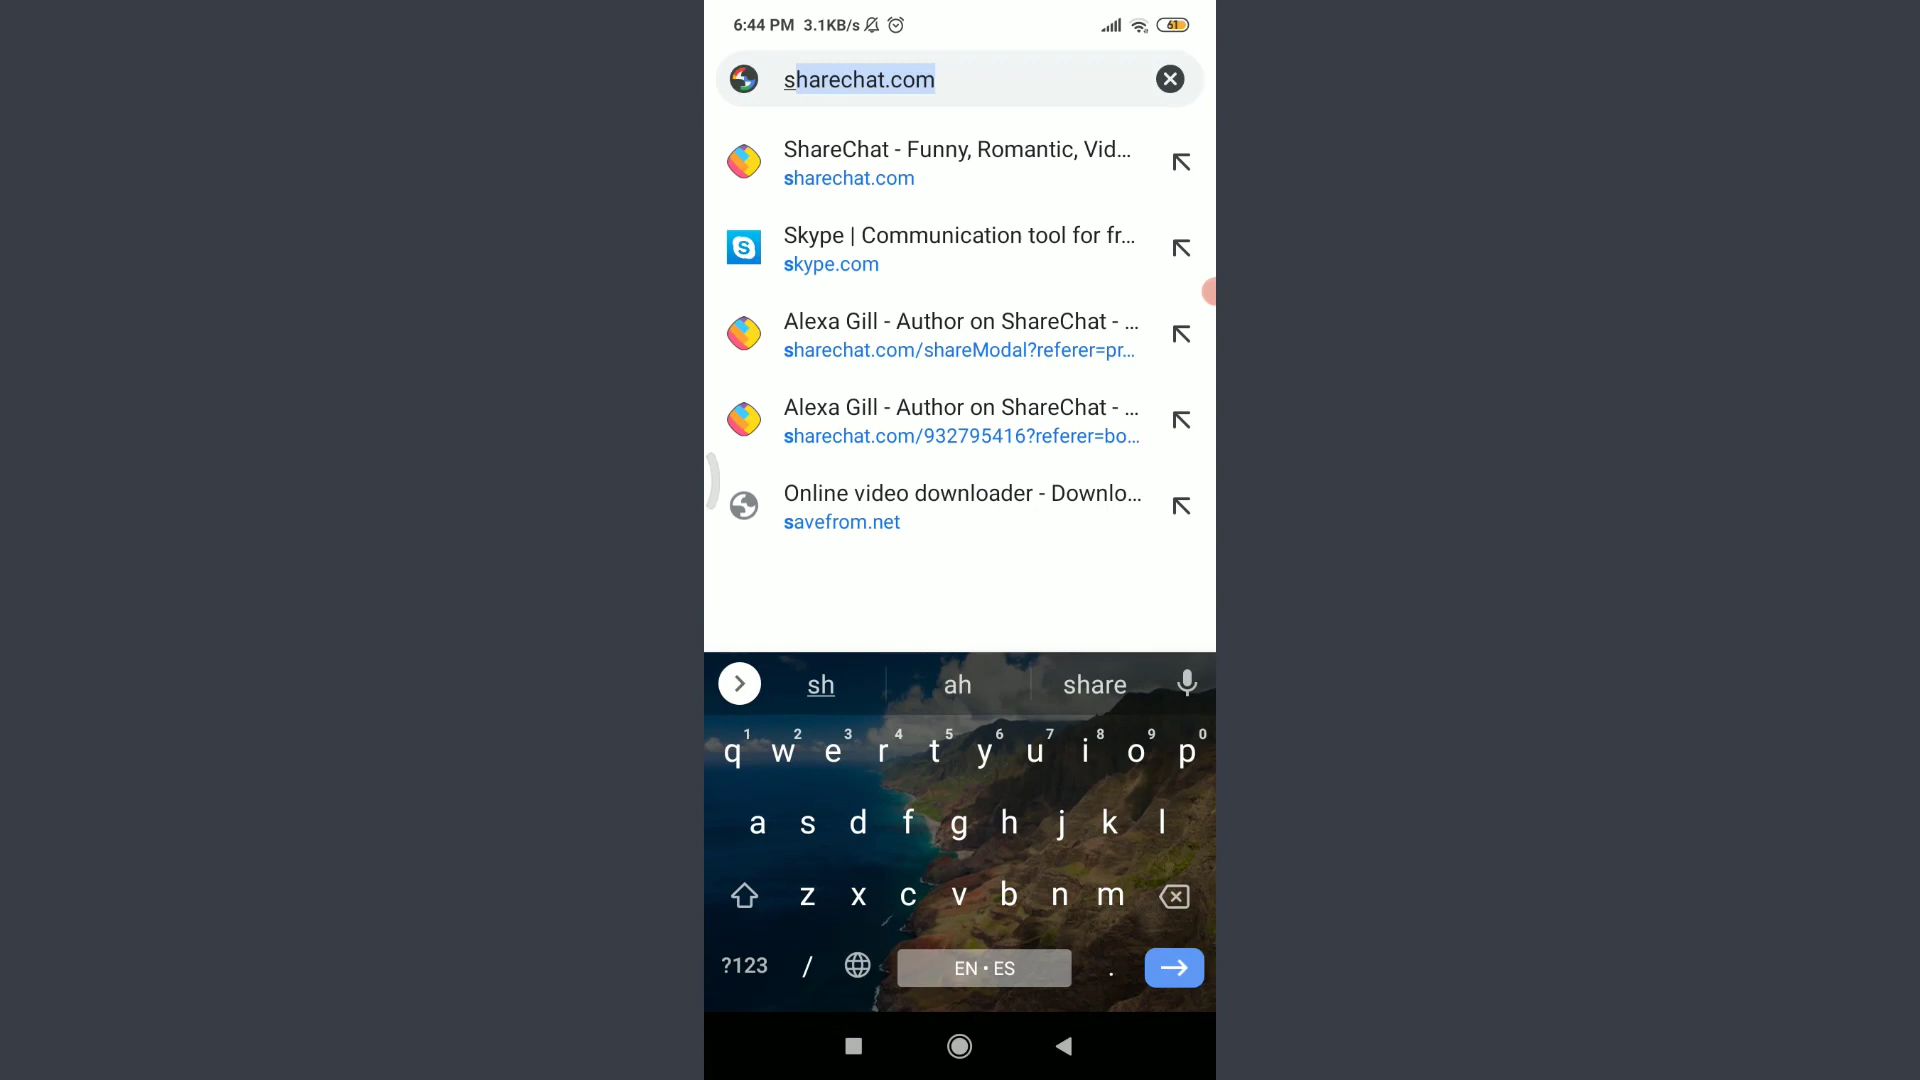 6:44 PM 3.1KB/s 61
sharechat.com
ShareChat - Funny, Romantic, Vid...
sharechat.com
Skype | Communication tool for fr...
skype.com
Alexa Gill - Author on ShareChat - ...
sharechat.com/shareModal?referer=pr...
Alexa Gill - Author on ShareChat - ...
sharechat.com/932795416?referer=bo...
Online video downloader - Downlo...
savefrom.net
sh ah share
1 2 3 4 5 6 7 8 9 0
q w e r t y u i o p
a s d f g h j k l
z x c v b n m
?123 / EN • ES .